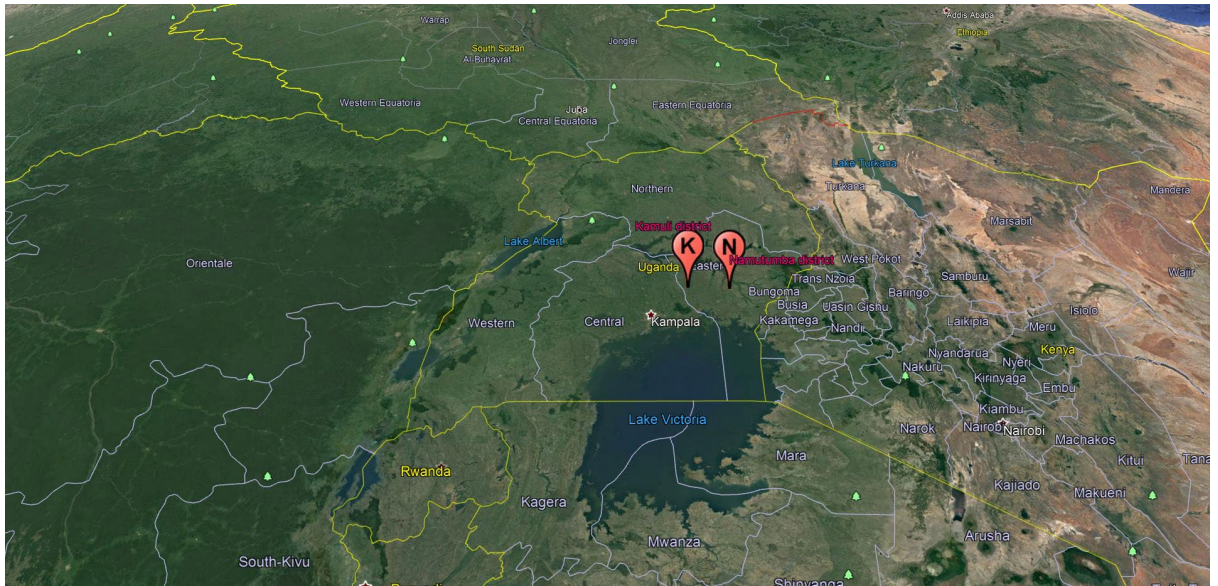 Warrap
Addis Ababa
Ethiopia
South Sudan
Jonglei
Al-Buhayrat
Western Equatoria
Eastern Equatoria
Juba
Central Equatoria
Lake Turkana
Turkana
Northern
Mandera
Marsabit
Kamuli district
Lake Albert
K
N
Orientale
Uganda
Eastern
Namutumba district
West Pokot
Wajir
Trans Nzoia
Samburu
Bungoma
Baringo
Busia
Uasin Gishu
Isiolo
Western
Central
Kampala
Kakamega
Nandi
Laikipia
Meru
Kenya
Nyandarua
Nyeri
Nakuru
Kirinyaga
Embu
Kiambu
Lake Victoria
Narok
Nairobi
Nairobi
Machakos
Mara
Kitui
Tana
Rwanda
Kajiado
Makueni
Kagera
Arusha
Mwanza
South-Kivu
Shinyanga